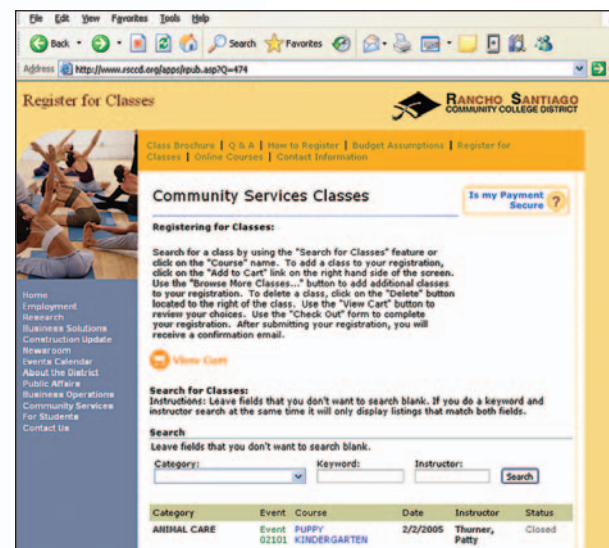 File Edit View Favorites Tools Help
Back Search Favorites
Address http://www.rsccd.org/apps/rpub.asp?Q=474
Register for Classes
RANCHO SANTIAGO
COMMUNITY COLLEGE DISTRICT
Class Brochure | Q & A | How to Register | Budget Assumptions | Register for
Classes | Online Courses | Contact Information
Community Services Classes
Is my Payment
Secure ?
Registering for Classes:
Search for a class by using the "Search for Classes" feature or
click on the "Course" name. To add a class to your registration,
click on the "Add to Cart" link on the right hand side of the screen.
Use the "Browse More Classes..." button to add additional classes
to your registration. To delete a class, click on the "Delete" button
located to the right of the class. Use the "View Cart" button to
review your choices. Use the "Check Out" form to complete
your registration. After submitting your registration, you will
receive a confirmation email.
View Cart
Home
Employment
Research
Business Solutions
Construction Update
Newsroom
Events Calendar
About the District
Public Affairs
Business Operations
Community Services
For Students
Contact Us
Search for Classes:
Instructions: Leave fields that you don't want to search blank. If you do a keyword and
instructor search at the same time it will only display listings that match both fields.
Search
Leave fields that you don't want to search blank.
Category: Keyword: Instructor:
Search
Category Event Course Date Instructor Status
ANIMAL CARE Event PUPPY 2/2/2005 Thurner, Closed
02101 KINDERGARTEN Patty